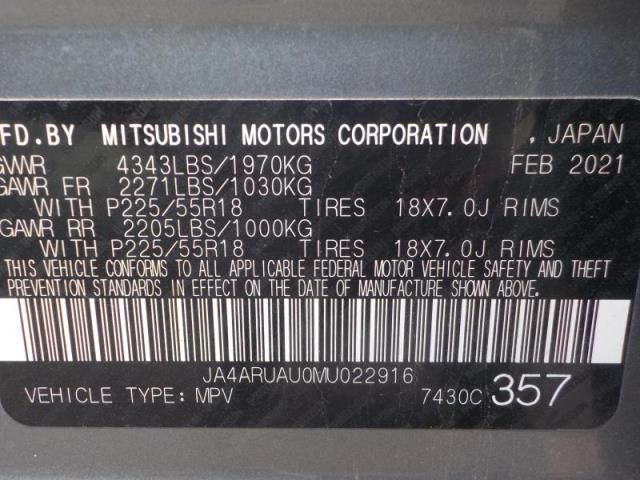 FD.BY MITSUBISHI MOTORS CORPORATION . JAPAN
GVWR 4343LBS/1970KG FEB 2021
GAWR FR 2271LBS/1030KG
WITH P225/55R18 TIRES 18X7.0J RIMS
GAWR RR 2205LBS/1000KG
WITH P225/55R18 TIRES 18X7.0J RIMS
THIS VEHICLE CONFORMS TO ALL APPLICABLE FEDERAL MOTOR VEHICLE SAFETY AND THEFT
PREVENTION STANDARDS IN EFFECT ON THE DATE OF MANUFACTURE SHOWN ABOVE.
JA4ARUAU0MU022916
VEHICLE TYPE: MPV 7430C 357